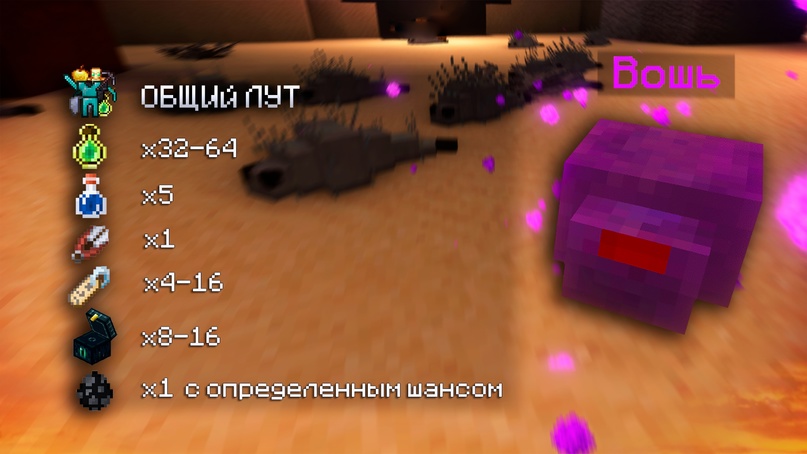 Вошь
ОБЩИЙ ЛУТ
x32-64
x5
x1
x4-16
x8-16
x1 с определенным шансом